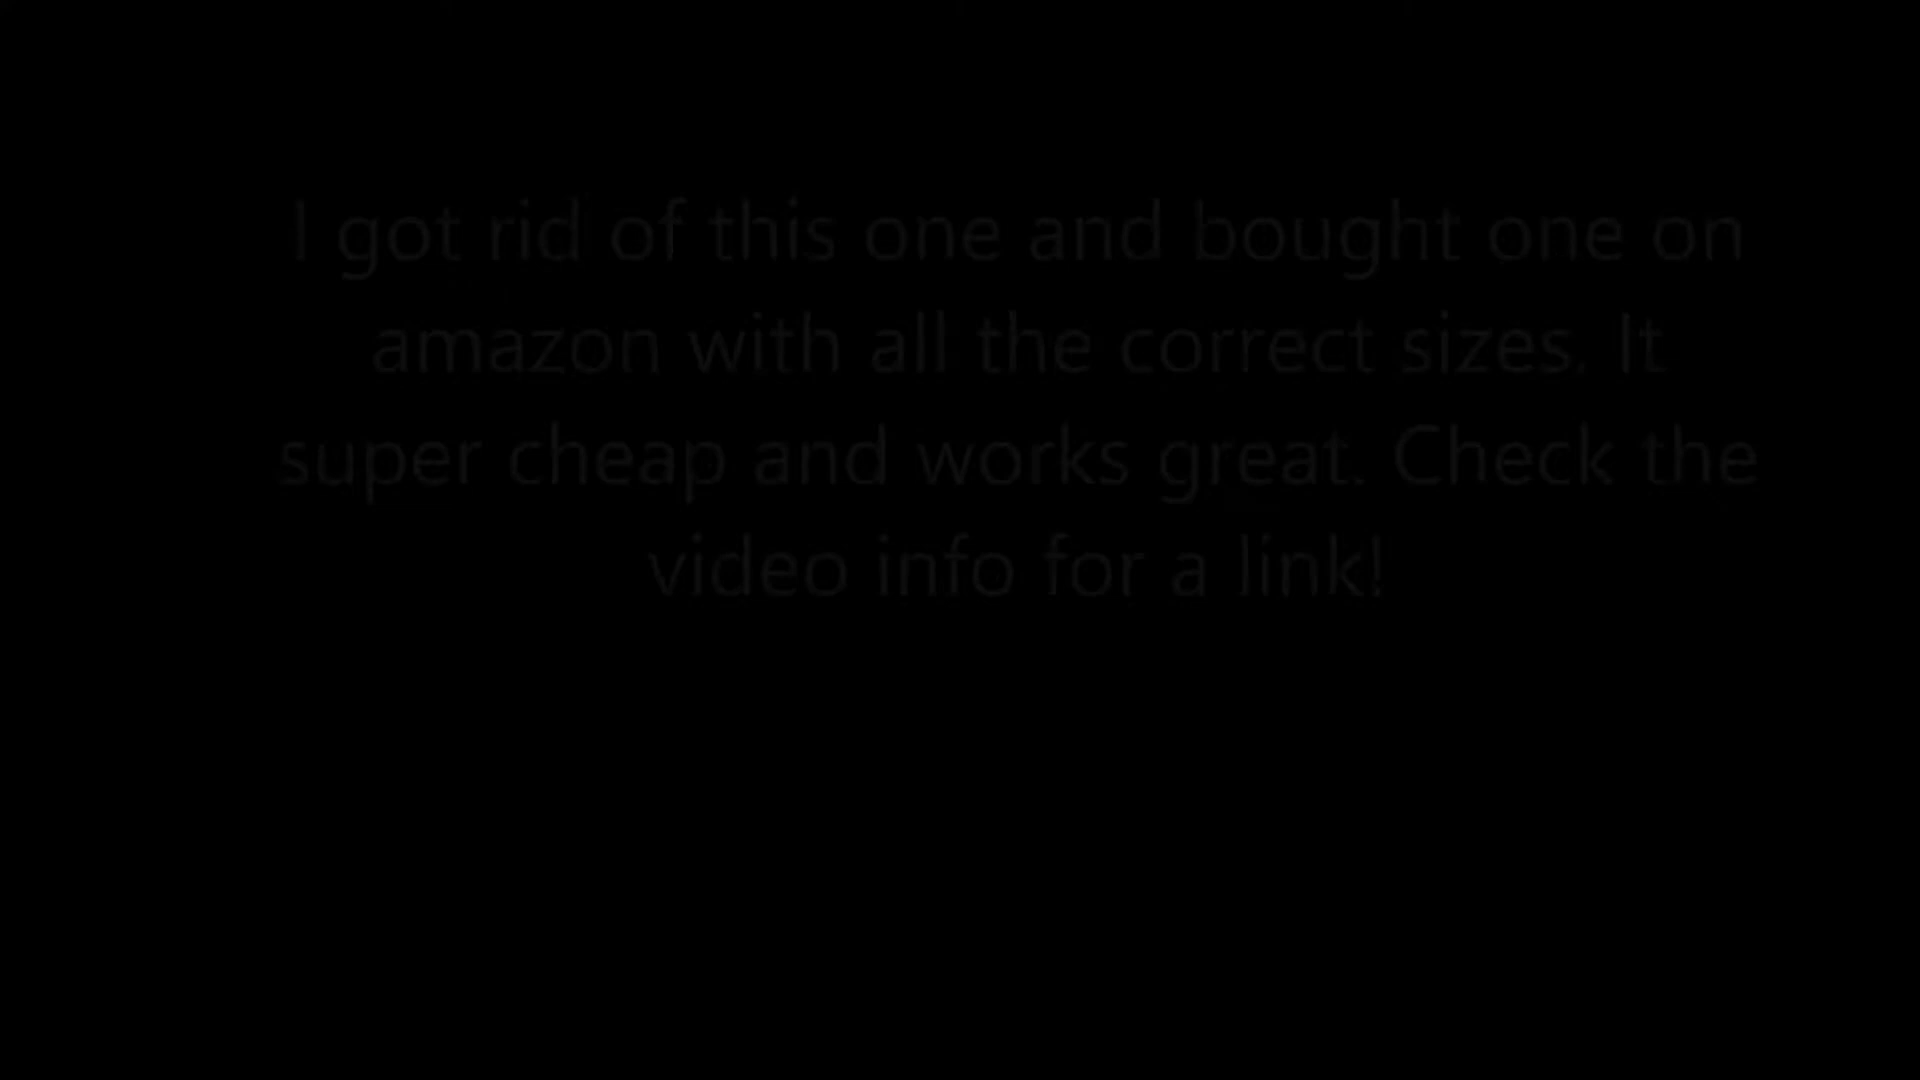 I got rid of this one and bought one on
amazon with all the correct sizes. It
super cheap and works great. Check the
video info for a link!